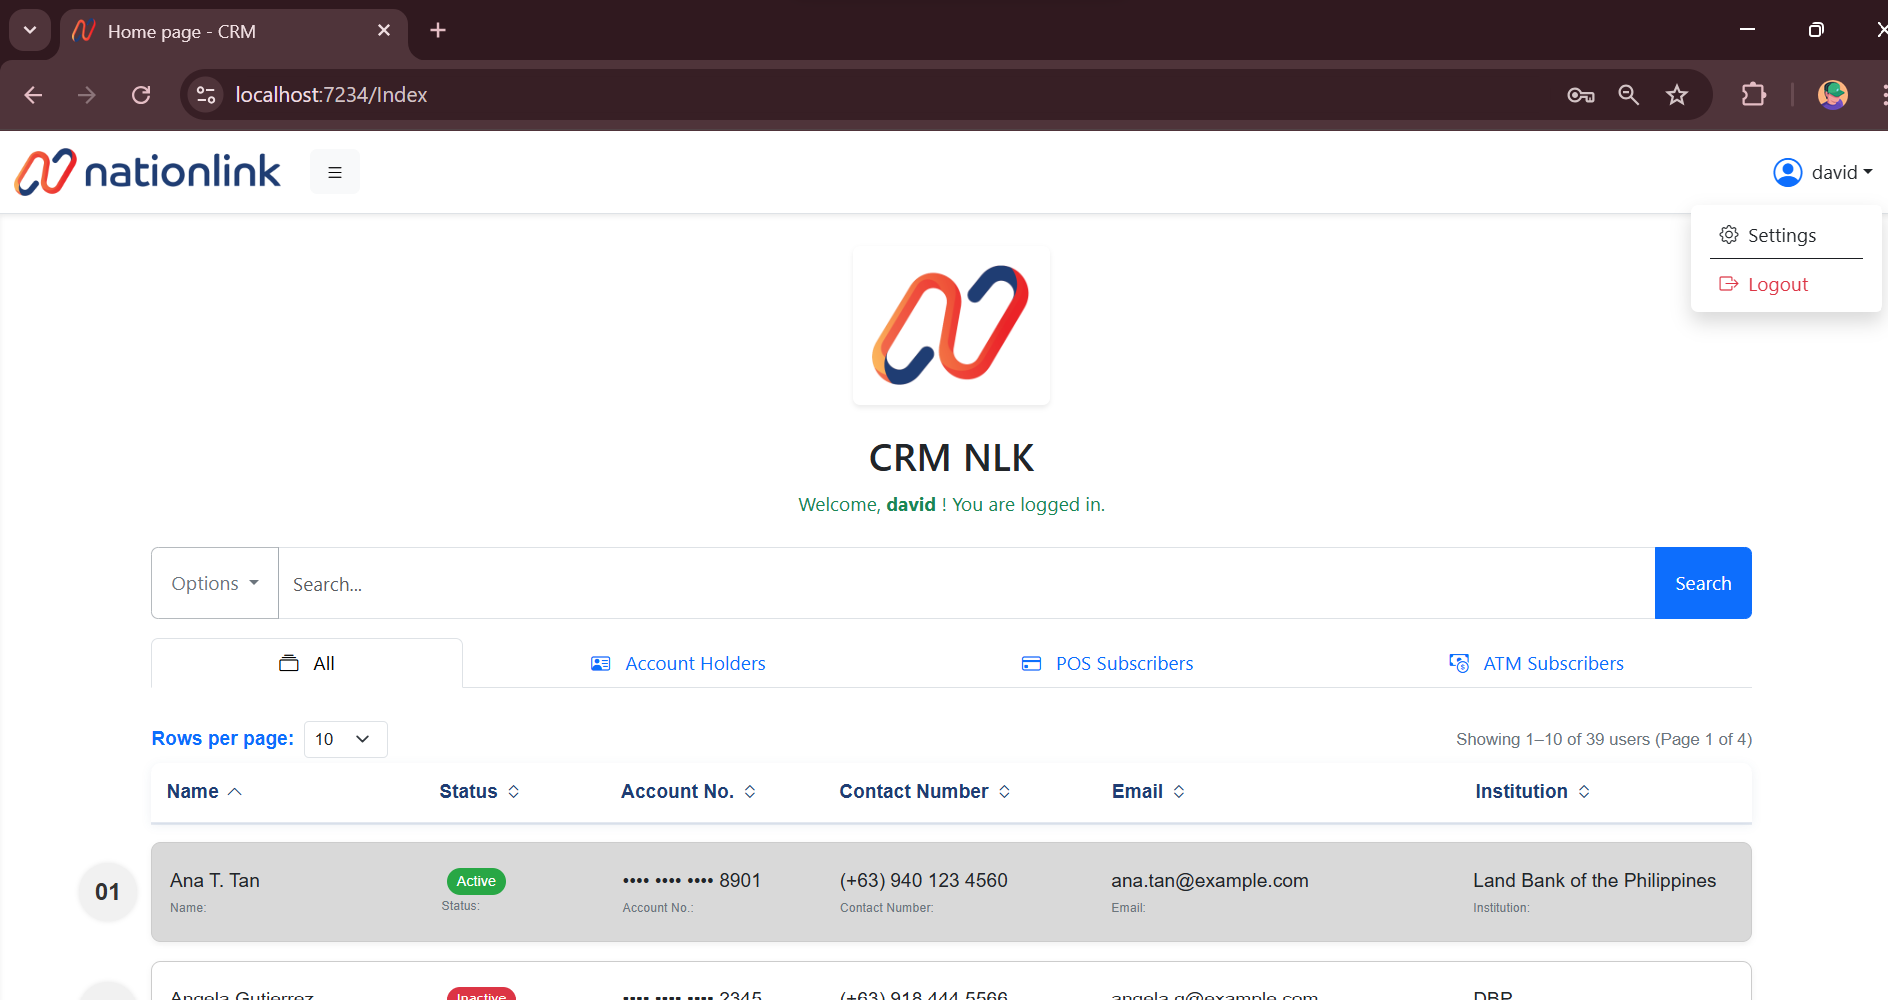 Home page - CRM
localhost:7234/Index
nationlink
david
Settings
Logout
CRM NLK
Welcome, david ! You are logged in.
Options
Search...
Search
All
Account Holders
POS Subscribers
ATM Subscribers
Rows per page: 10
Showing 1–10 of 39 users (Page 1 of 4)
Name Status Account No. Contact Number Email Institution
01
Ana T. Tan Active •••• •••• •••• 8901 (+63) 940 123 4560 ana.tan@example.com Land Bank of the Philippines
Name: Status: Account No.: Contact Number: Email: Institution:
Angela Gutierrez Inactive •••• •••• •••• 2345 (+63) 918 444 5566 angela.g@example.com DBP